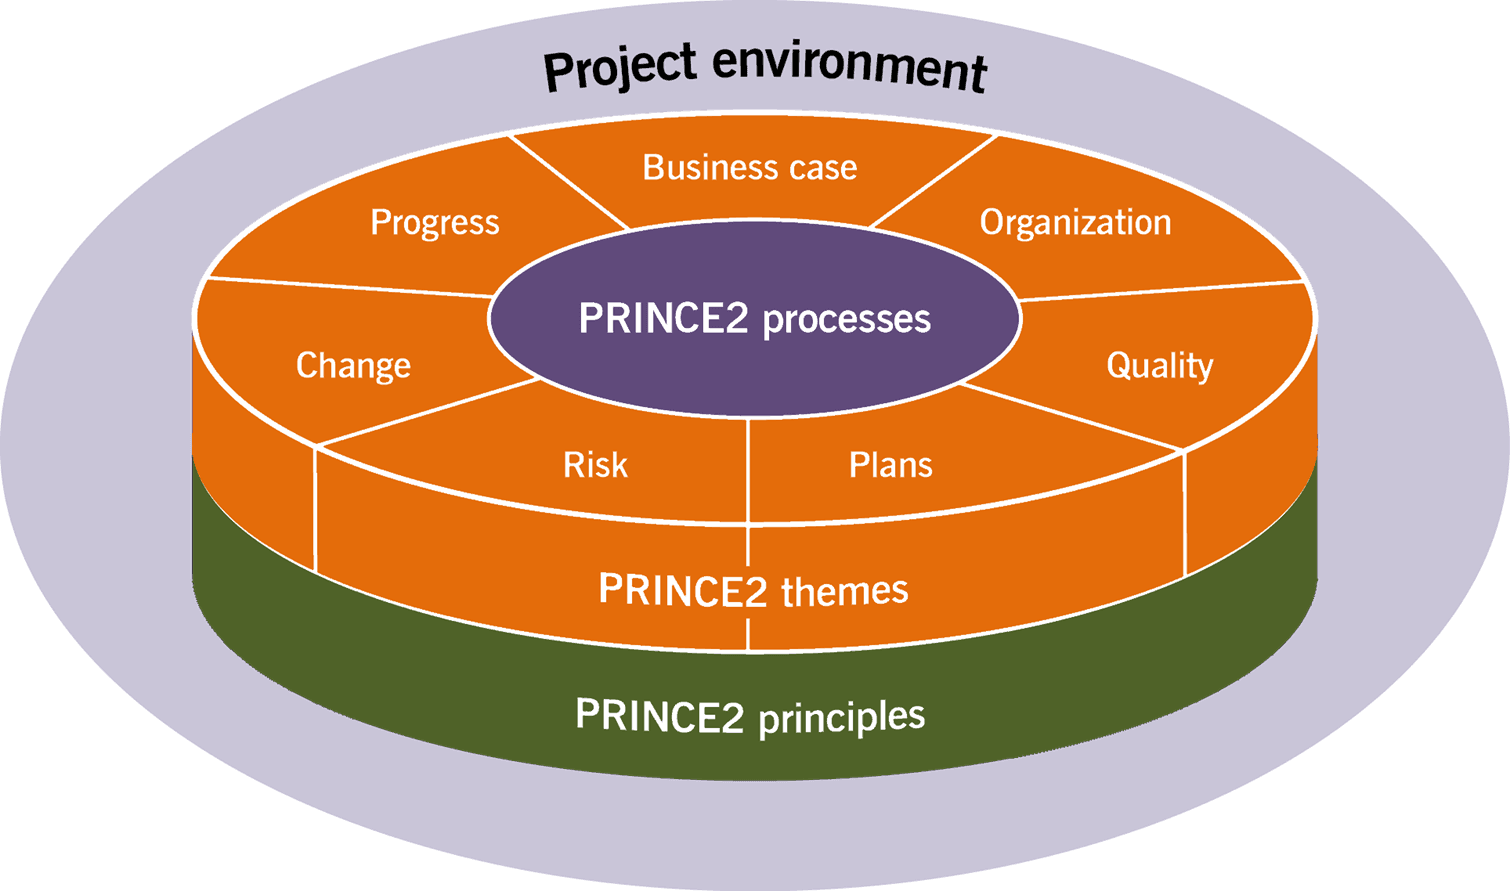 Project environment
Business case
Progress
Organization
PRINCE2 processes
Change
Quality
Risk
Plans
PRINCE2 themes
PRINCE2 principles